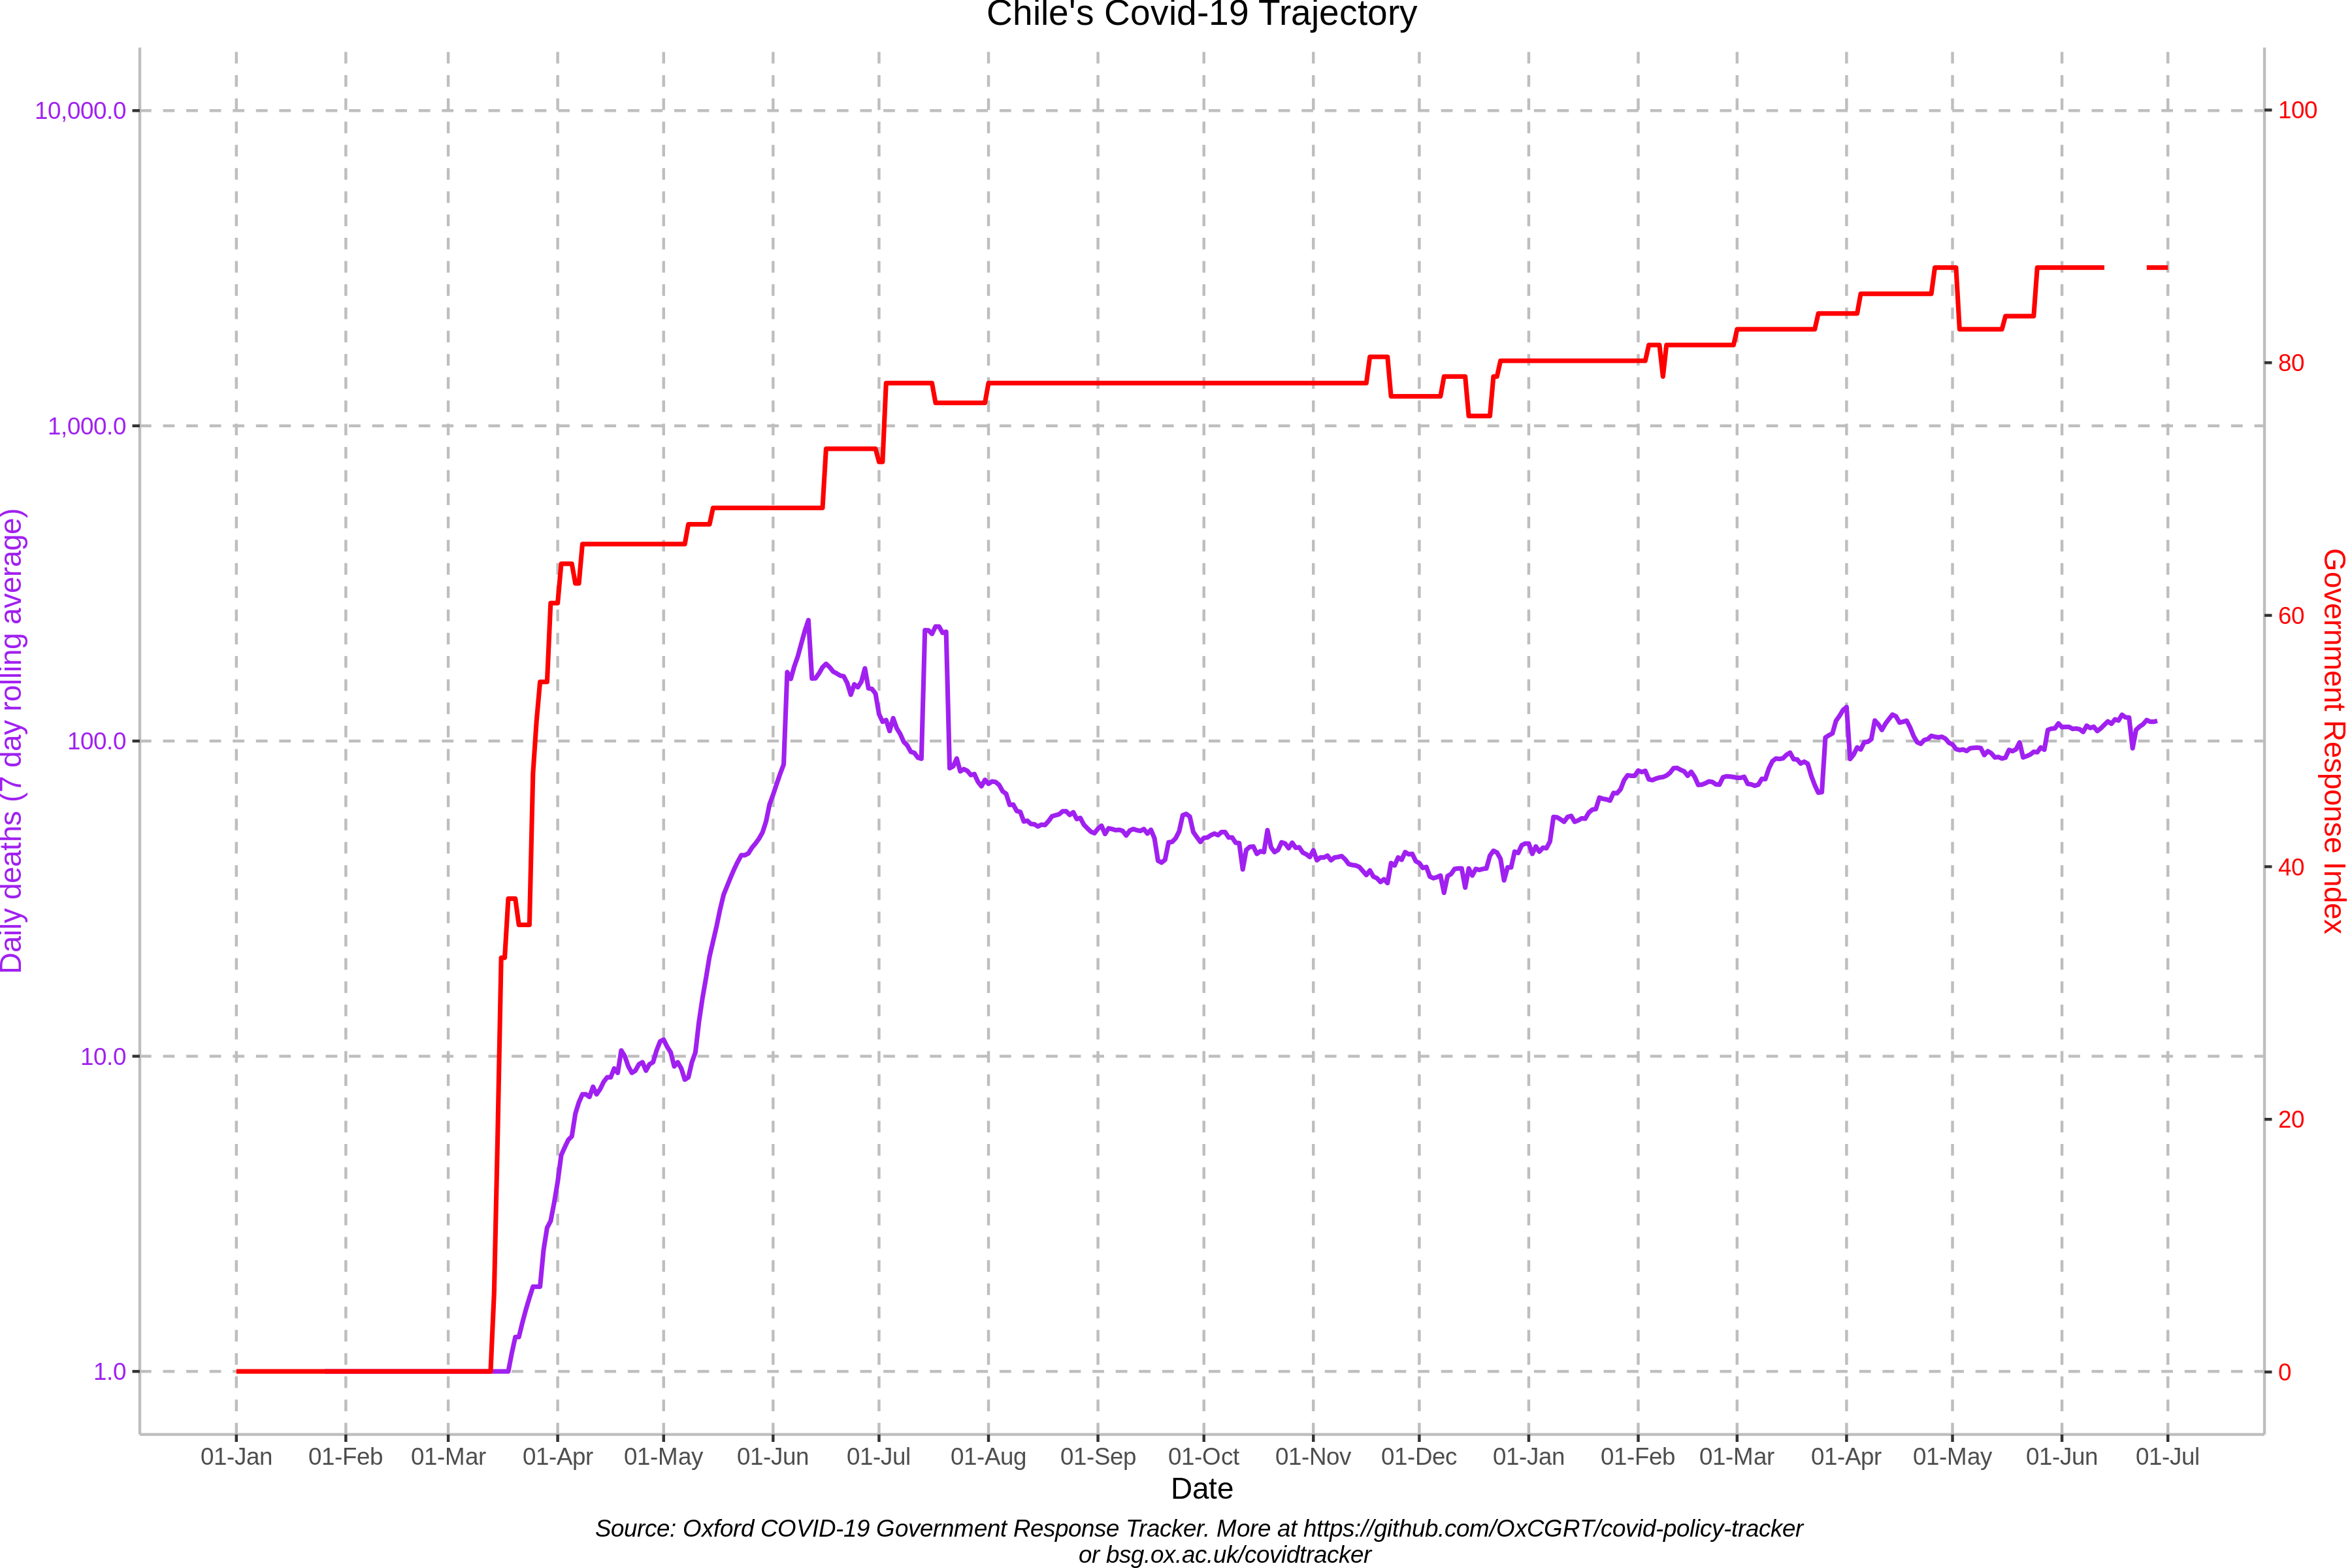 Chile's Covid-19 Trajectory
10,000.0
1,000.0
100.0
10.0
1.0
Daily deaths (7 day rolling average)
100
80
60
40
20
0
Government Response Index
01-Jan 01-Feb 01-Mar 01-Apr 01-May 01-Jun 01-Jul 01-Aug 01-Sep 01-Oct 01-Nov 01-Dec 01-Jan 01-Feb 01-Mar 01-Apr 01-May 01-Jun 01-Jul
Date
Source: Oxford COVID-19 Government Response Tracker. More at https://github.com/OxCGRT/covid-policy-tracker
or bsg.ox.ac.uk/covidtracker